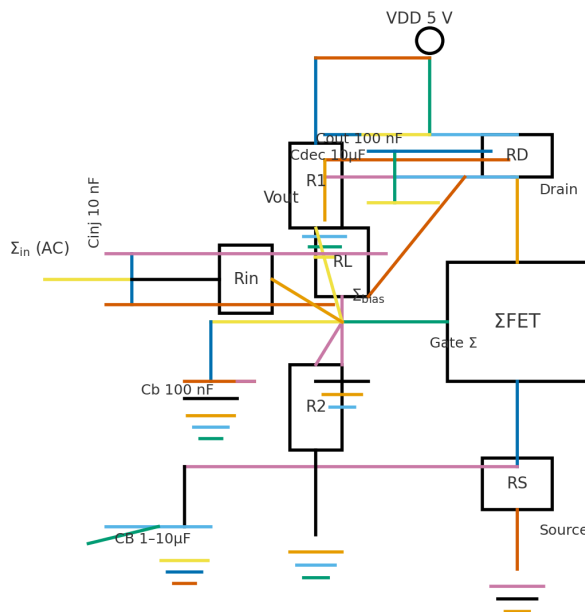 VDD 5 V
Cout 100 nF
Cdec 10µF
RD
R1
Drain
Vout
Cinj 10 nF
Σin (AC)
RL
Rin
Σbias
ΣFET
Gate Σ
Cb 100 nF
R2
RS
CB 1–10µF
Source